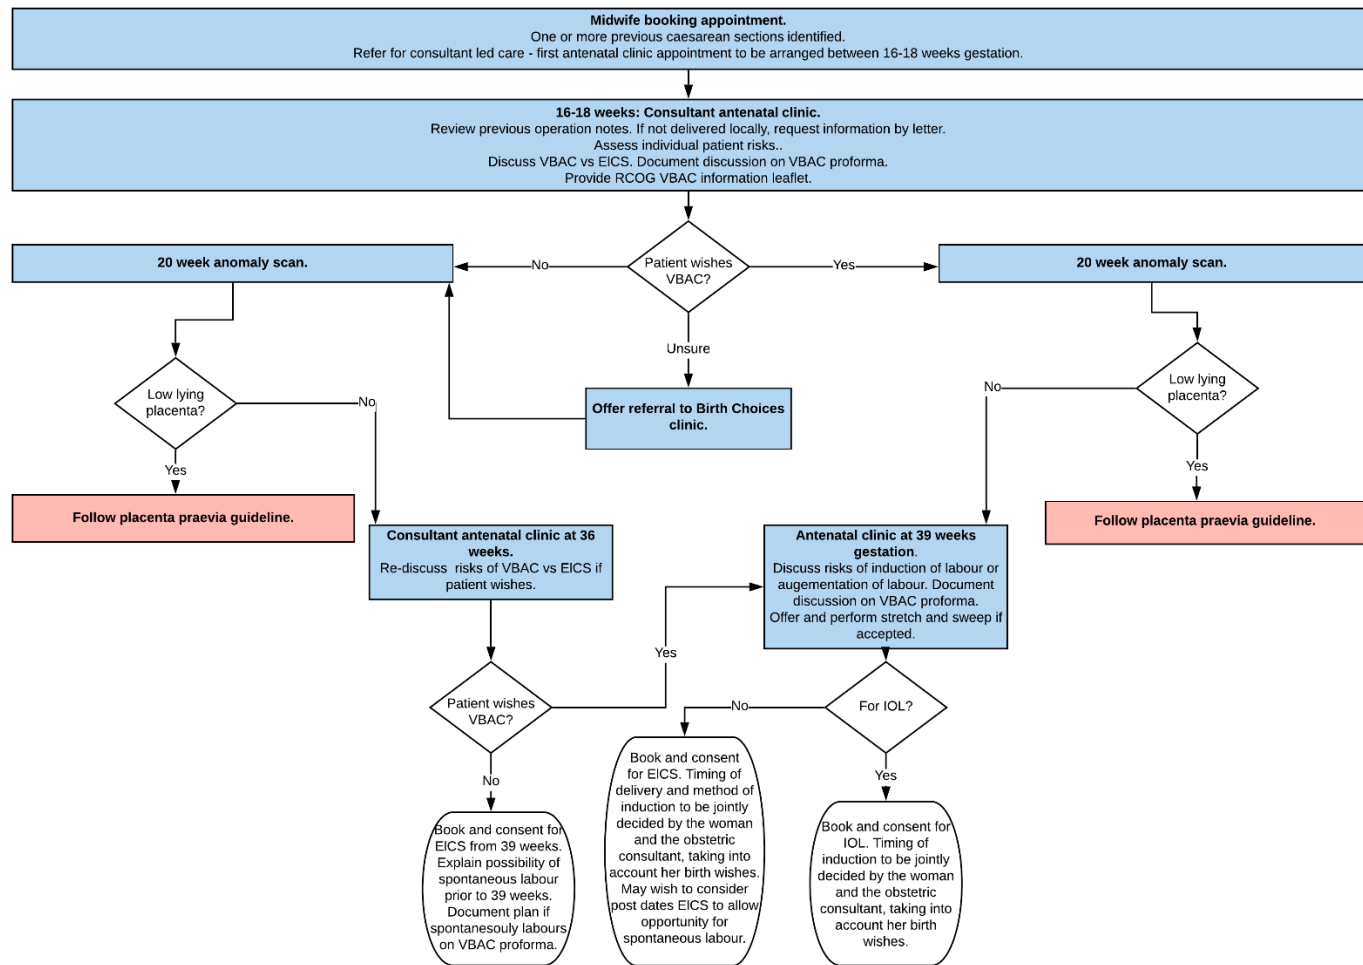 Midwife booking appointment.
One or more previous caesarean sections identified.
Refer for consultant led care - first antenatal clinic appointment to be arranged between 16-18 weeks gestation.
16-18 weeks: Consultant antenatal clinic.
Review previous operation notes. If not delivered locally, request information by letter.
Assess individual patient risks..
Discuss VBAC vs ElCS. Document discussion on VBAC proforma.
Provide RCOG VBAC information leaflet.
Patient wishes
VBAC?
No
Yes
Unsure
20 week anomaly scan.
20 week anomaly scan.
Offer referral to Birth Choices
clinic.
Low lying
placenta?
No
Yes
Follow placenta praevia guideline.
Low lying
placenta?
No
Yes
Follow placenta praevia guideline.
Consultant antenatal clinic at 36
weeks.
Re-discuss risks of VBAC vs ElCS if
patient wishes.
Antenatal clinic at 39 weeks
gestation.
Discuss risks of induction of labour or
augementation of labour. Document
discussion on VBAC proforma.
Offer and perform stretch and sweep if
accepted.
Patient wishes
VBAC?
Yes
No
For IOL?
No
Yes
Book and consent for
ElCS from 39 weeks.
Explain possibility of
spontaneous labour
prior to 39 weeks.
Document plan if
spontanesouly labours
on VBAC proforma.
Book and consent
for ElCS. Timing of
delivery and method of
induction to be jointly
decided by the woman
and the obstetric
consultant, taking into
account her birth wishes.
May wish to consider
post dates ElCS to allow
opportunity for
spontaneous labour.
Book and consent for
IOL. Timing of
induction to be jointly
decided by the woman
and the obstetric
consultant, taking into
account her birth
wishes.